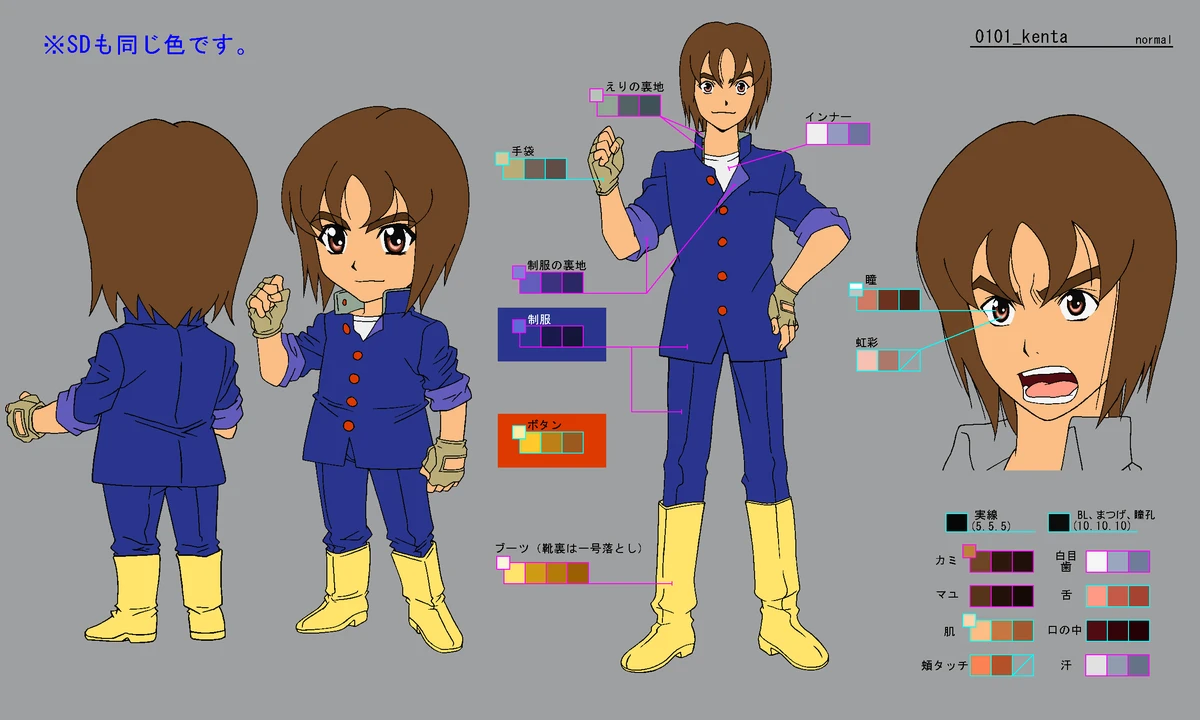 ※SDも同じ色です。
0101_kenta
normal
えりの裏地
インナー
手袋
制服の裏地
制服
瞳
虹彩
ボタン
ブーツ（靴裏は一号落とし）
実線
(5.5.5)
BL、まつげ、瞳孔
(10.10.10)
カミ
白目
歯
マユ
舌
肌
口の中
頬タッチ
汗